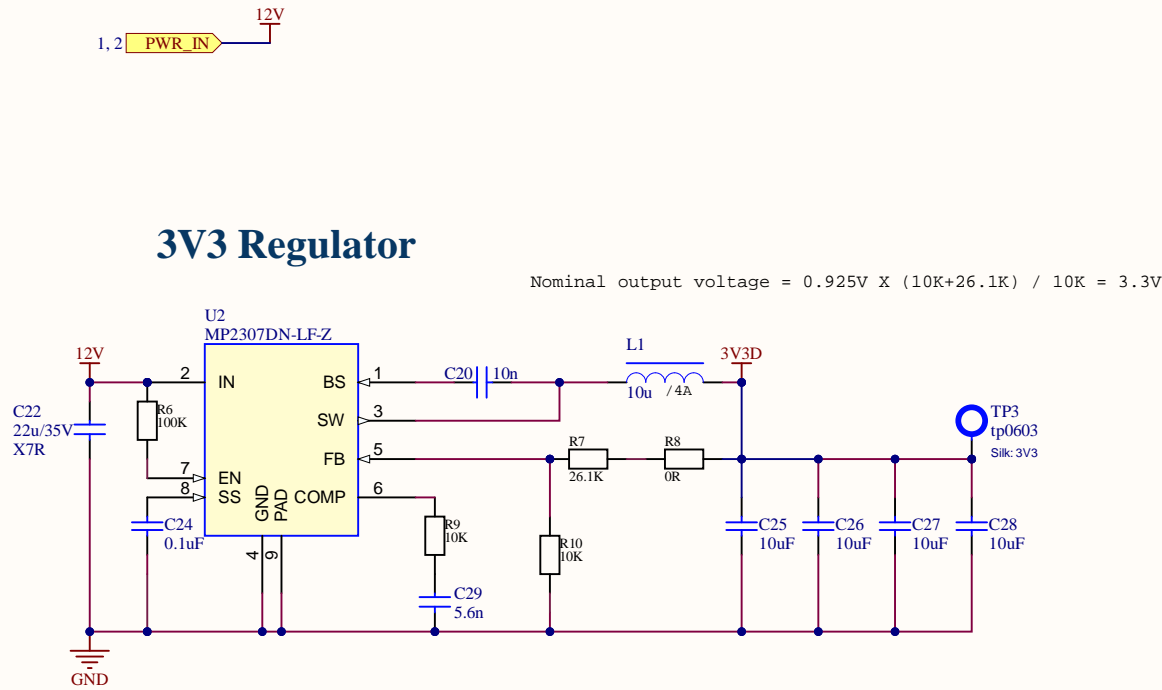 12V
1, 2 PWR_IN
3V3 Regulator
Nominal output voltage = 0.925V X (10K+26.1K) / 10K = 3.3V
U2
MP2307DN-LF-Z
12V
C22
22u/35V
X7R
R6
100K
2
IN
7
EN
8
SS
GND
PAD
4
9
BS
1
SW
3
FB
5
COMP
6
C24
0.1uF
C20
10n
L1
10u
/4A
3V3D
R7
26.1K
R8
0R
R9
10K
C29
5.6n
R10
10K
TP3
tp0603
Silk: 3V3
C25
10uF
C26
10uF
C27
10uF
C28
10uF
GND